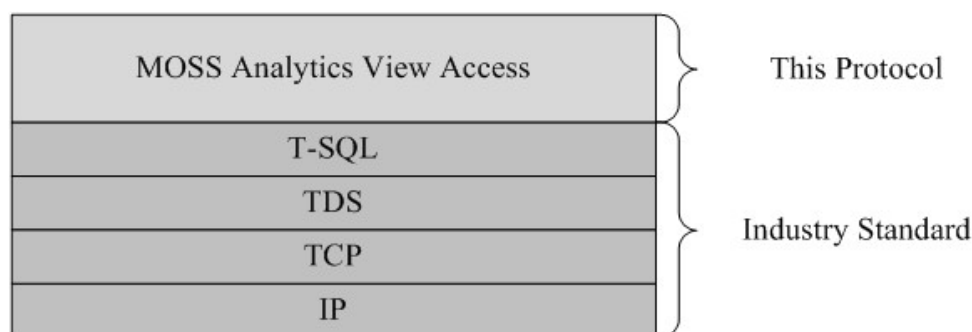 MOSS Analytics View Access
This Protocol
T-SQL
TDS
TCP
IP
Industry Standard